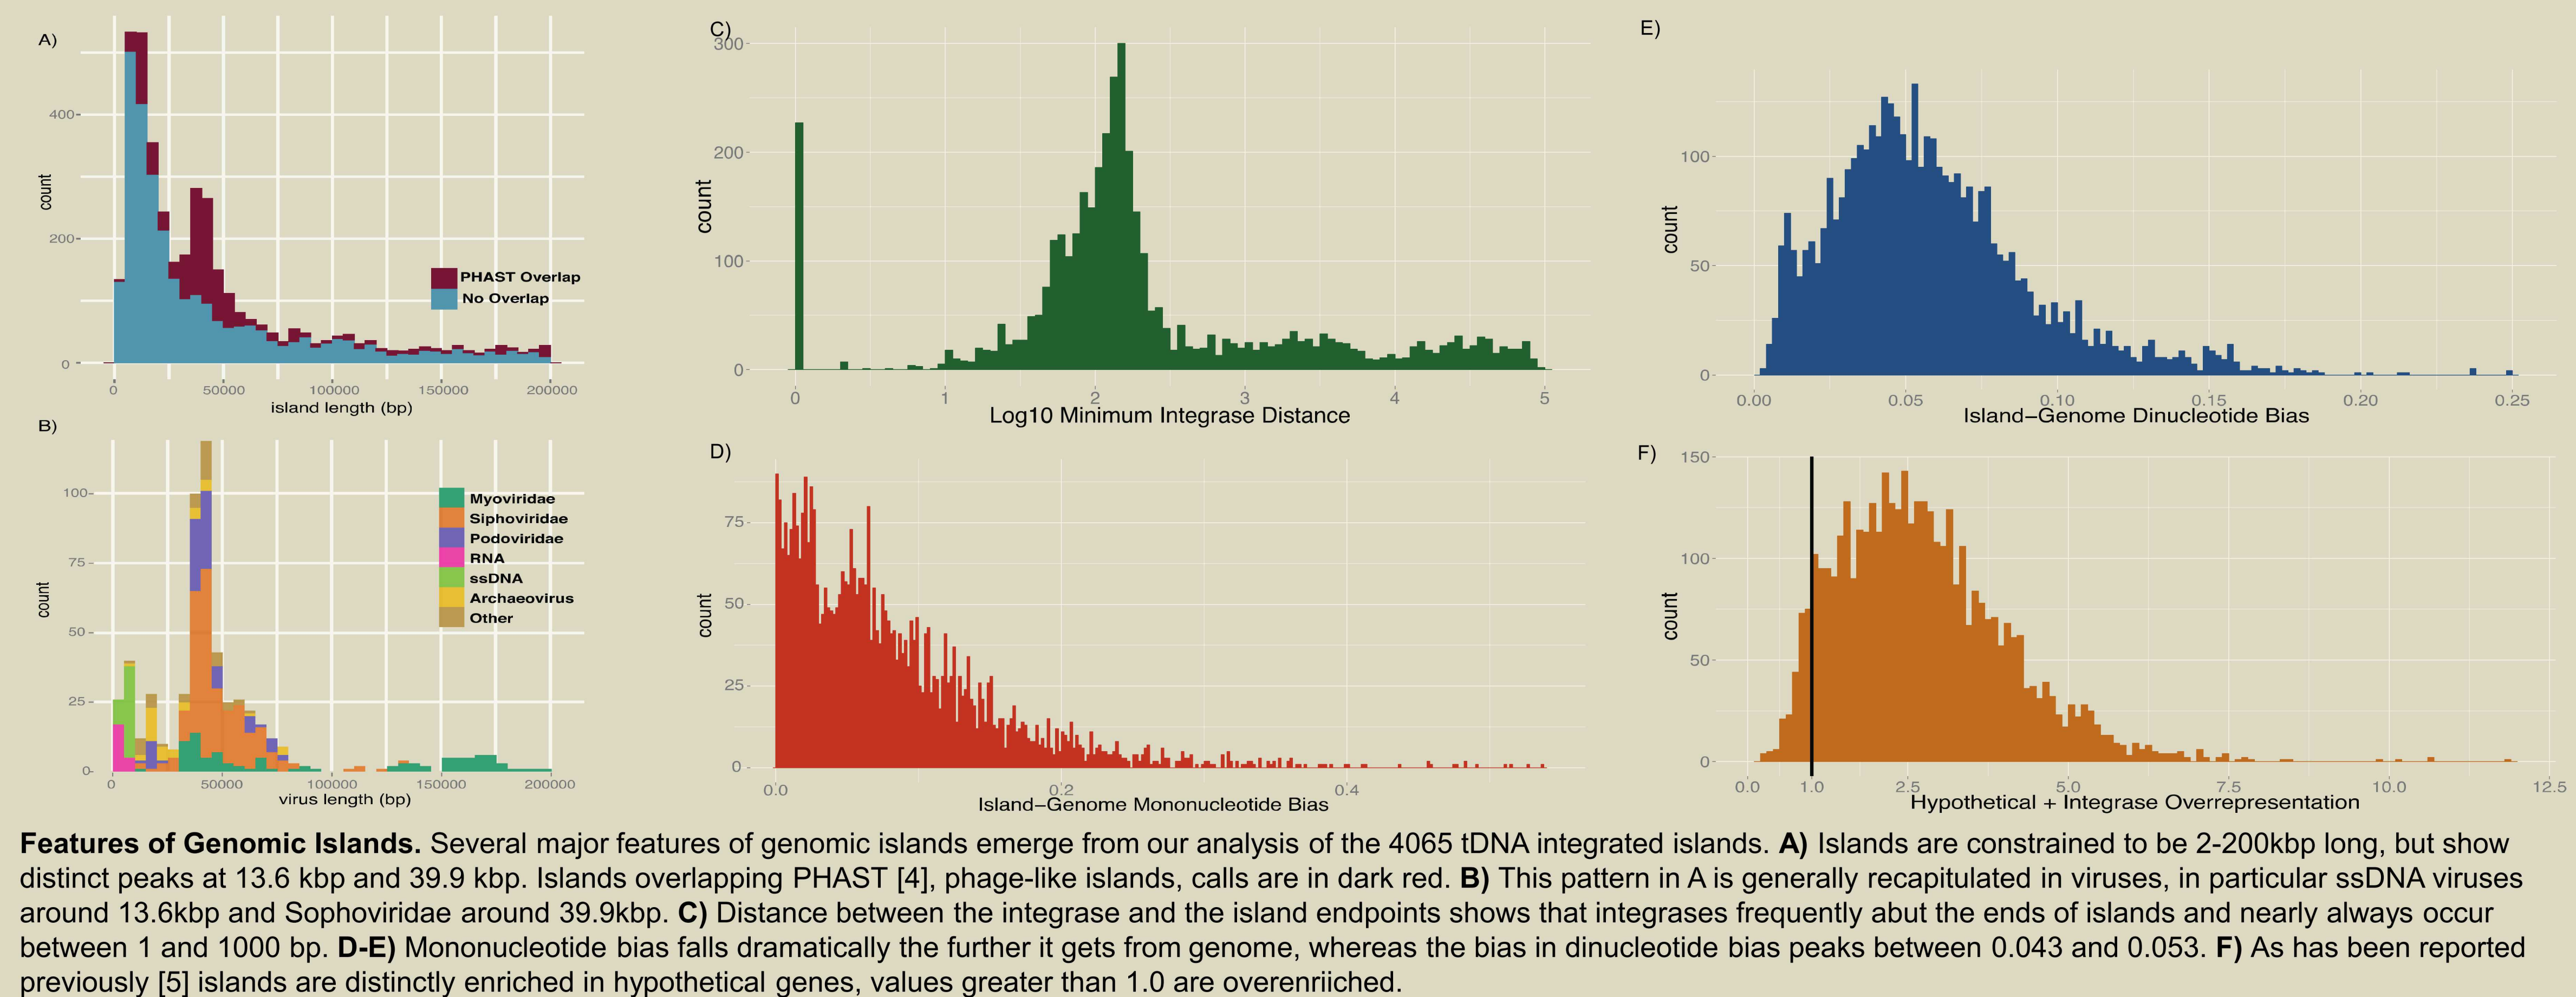 A)
400-
200-
0
count
0
50000
100000
150000
200000
island length (bp)
PHAST Overlap
No Overlap
B)
100-
75-
50-
25-
0-
count
0
50000
100000
150000
200000
virus length (bp)
Myoviridae
Siphoviridae
Podoviridae
RNA
ssDNA
Archaeovirus
Other
C)
300-
200-
100-
0-
count
0
1
2
3
4
5
Log10 Minimum Integrase Distance
D)
75-
50-
25-
0-
count
0.0
0.2
0.4
Island–Genome Mononucleotide Bias
E)
100-
50-
0-
count
0.00
0.05
0.10
0.15
0.20
0.25
Island–Genome Dinucleotide Bias
F)
150-
100-
50-
0-
count
0.0
1.0
2.5
5.0
7.5
10.0
12.5
Hypothetical + Integrase Overrepresentation
Features of Genomic Islands. Several major features of genomic islands emerge from our analysis of the 4065 tDNA integrated islands. A) Islands are constrained to be 2-200kbp long, but show
distinct peaks at 13.6 kbp and 39.9 kbp. Islands overlapping PHAST [4], phage-like islands, calls are in dark red. B) This pattern in A is generally recapitulated in viruses, in particular ssDNA viruses
around 13.6kbp and Sophoviridae around 39.9kbp. C) Distance between the integrase and the island endpoints shows that integrases frequently abut the ends of islands and nearly always occur
between 1 and 1000 bp. D-E) Mononucleotide bias falls dramatically the further it gets from genome, whereas the bias in dinucleotide bias peaks between 0.043 and 0.053. F) As has been reported
previously [5] islands are distinctly enriched in hypothetical genes, values greater than 1.0 are overenriiched.